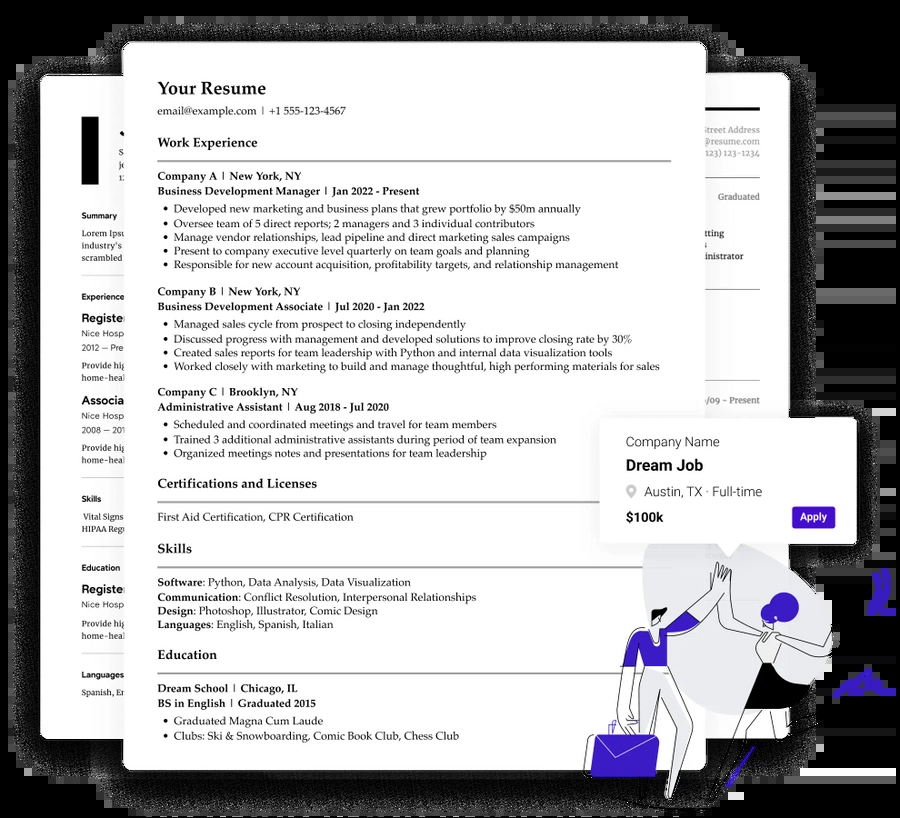 Your Resume
email@example.com | +1 555-123-4567
Work Experience
Company A | New York, NY
Business Development Manager | Jan 2022 - Present
• Developed new marketing and business plans that grew portfolio by $50m annually
• Oversee team of 5 direct reports; 2 managers and 3 individual contributors
• Manage vendor relationships, lead pipeline and direct marketing sales campaigns
• Present to company executive level quarterly on team goals and planning
• Responsible for new account acquisition, profitability targets, and relationship management
Company B | New York, NY
Business Development Associate | Jul 2020 - Jan 2022
• Managed sales cycle from prospect to closing independently
• Discussed progress with management and developed solutions to improve closing rate by 30%
• Created sales reports for team leadership with Python and internal data visualization tools
• Worked closely with marketing to build and manage thoughtful, high performing materials for sales
Company C | Brooklyn, NY
Administrative Assistant | Aug 2018 - Jul 2020
• Scheduled and coordinated meetings and travel for team members
• Trained 3 additional administrative assistants during period of team expansion
• Organized meetings notes and presentations for team leadership
Certifications and Licenses
First Aid Certification, CPR Certification
Skills
Software: Python, Data Analysis, Data Visualization
Communication: Conflict Resolution, Interpersonal Relationships
Design: Photoshop, Illustrator, Comic Design
Languages: English, Spanish, Italian
Education
Dream School | Chicago, IL
BS in English | Graduated 2015
• Graduated Magna Cum Laude
• Clubs: Ski & Snowboarding, Comic Book Club, Chess Club
Summary
Lorem Ipsu
industry's
scrambled
Experience
Registe
Nice Hosp
2012 — Pre
Provide hig
home-heal
Associa
Nice Hosp
2008 — 201
Provide hig
home-heal
Skills
Vital Signs
HIPAA Regu
Education
Registe
Nice Hosp
Provide hig
home-heal
Languages
Spanish, En
Street Address
@resume.com
123) 123-1234
Graduated
tting
s
inistrator
/09 – Present
Company Name
Dream Job
Austin, TX · Full-time
$100k
Apply